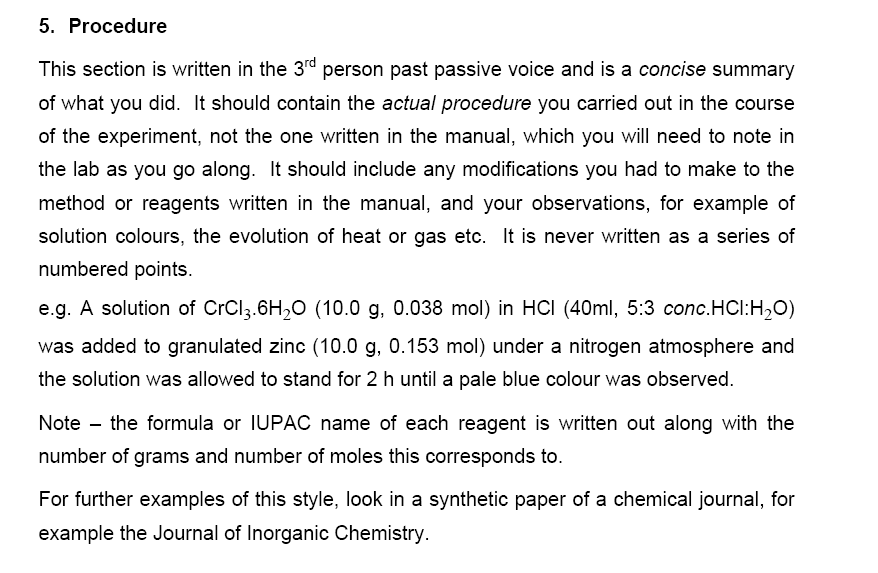 5. Procedure
This section is written in the 3rd person past passive voice and is a concise summary
of what you did. It should contain the actual procedure you carried out in the course
of the experiment, not the one written in the manual, which you will need to note in
the lab as you go along. It should include any modifications you had to make to the
method or reagents written in the manual, and your observations, for example of
solution colours, the evolution of heat or gas etc. It is never written as a series of
numbered points.
e.g. A solution of CrCl₃.6H₂O (10.0 g, 0.038 mol) in HCl (40ml, 5:3 conc.HCl:H₂O)
was added to granulated zinc (10.0 g, 0.153 mol) under a nitrogen atmosphere and
the solution was allowed to stand for 2 h until a pale blue colour was observed.
Note – the formula or IUPAC name of each reagent is written out along with the
number of grams and number of moles this corresponds to.
For further examples of this style, look in a synthetic paper of a chemical journal, for
example the Journal of Inorganic Chemistry.